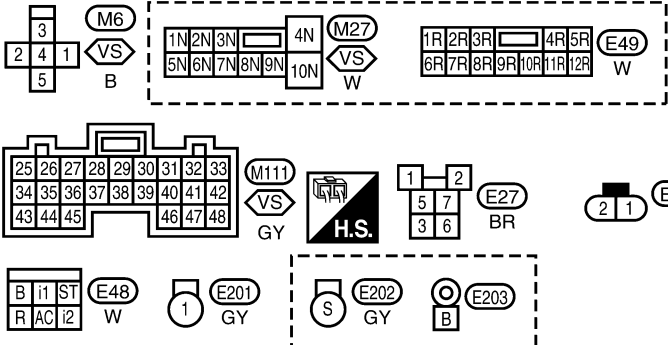 3 M6
2 4 1 VS
5 B
1N 2N 3N 4N M27
5N 6N 7N 8N 9N 10N VS
W
1R 2R 3R 4R 5R E49
6R 7R 8R 9R 10R 11R 12R W
25 26 27 28 29 30 31 32 33 M111
34 35 36 37 38 39 40 41 42 VS
43 44 45 46 47 48 GY
H.S.
1 2
5 7 E27
3 6 BR
2 1
B i1 ST E48
R AC i2 W
1 E201
GY
S E202
GY
E203
B